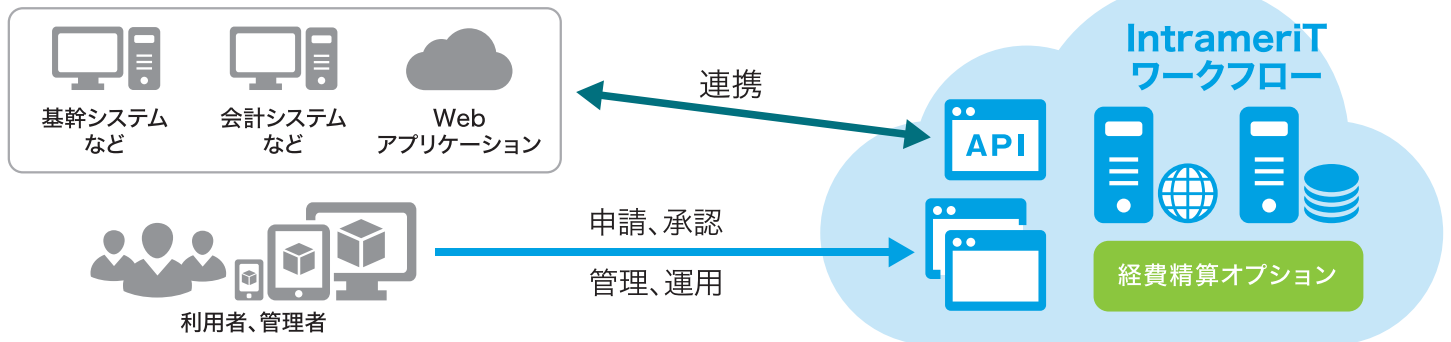 基幹システム
など
会計システム
など
Web
アプリケーション
連携
IntrameriT
ワークフロー
API
利用者、管理者
申請、承認
管理、運用
経費精算オプション